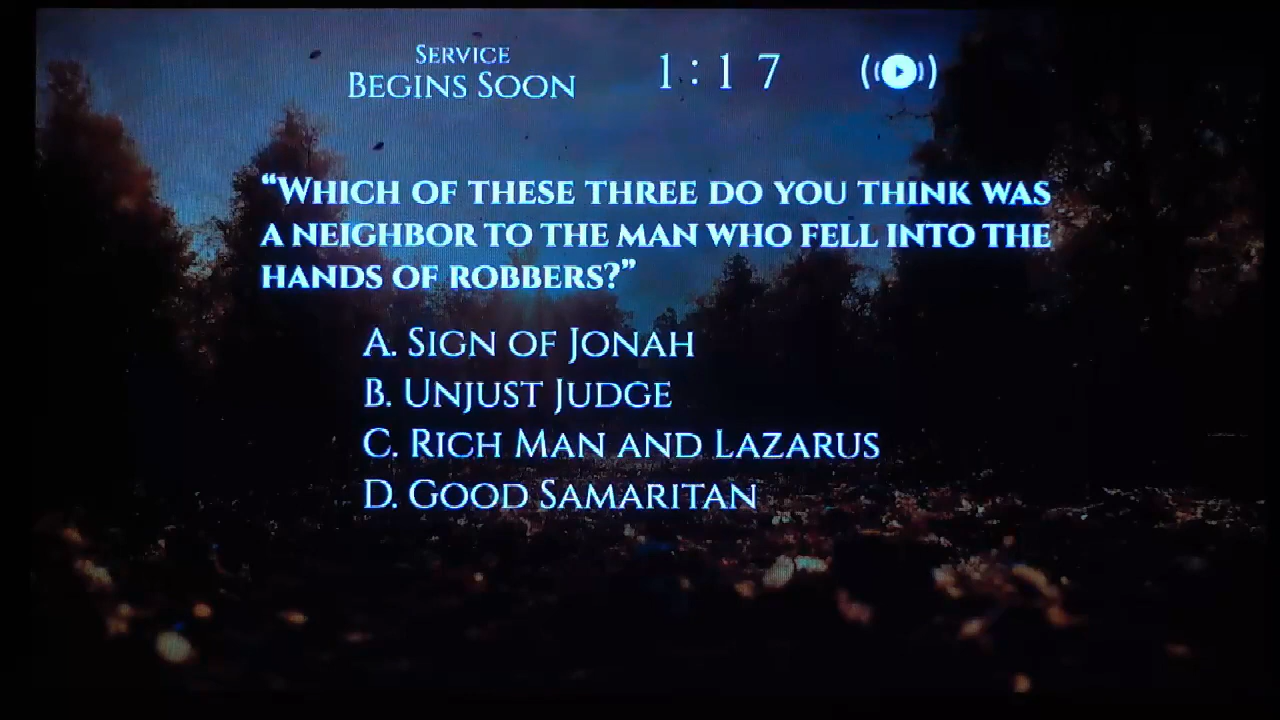 Service
Begins Soon
1:17
“Which of these three do you think was
a neighbor to the man who fell into the
hands of robbers?”
A. Sign of Jonah
B. Unjust Judge
C. Rich Man and Lazarus
D. Good Samaritan